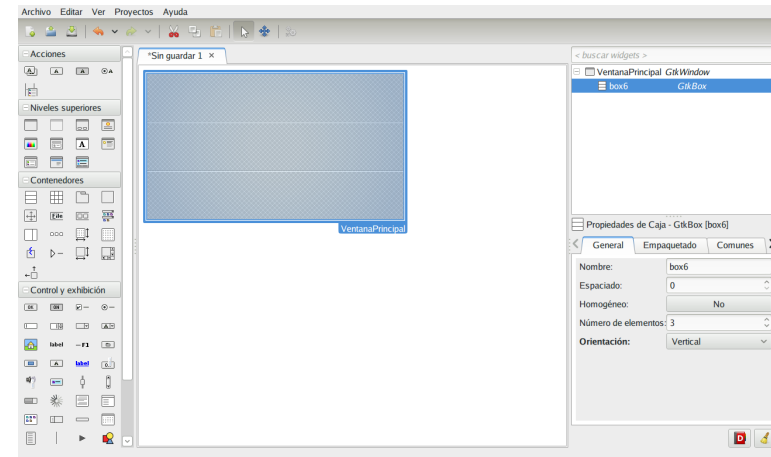 Archivo Editar Ver Proyectos Ayuda
Acciones
Niveles superiores
Contenedores
Control y exhibición
*Sin guardar 1 ×
VentanaPrincipal
< buscar widgets >
VentanaPrincipal GtkWindow
box6 GtkBox
Propiedades de Caja - GtkBox [box6]
General Empaquetado Comunes
Nombre: box6
Espaciado: 0
Homogéneo: No
Número de elementos: 3
Orientación: Vertical